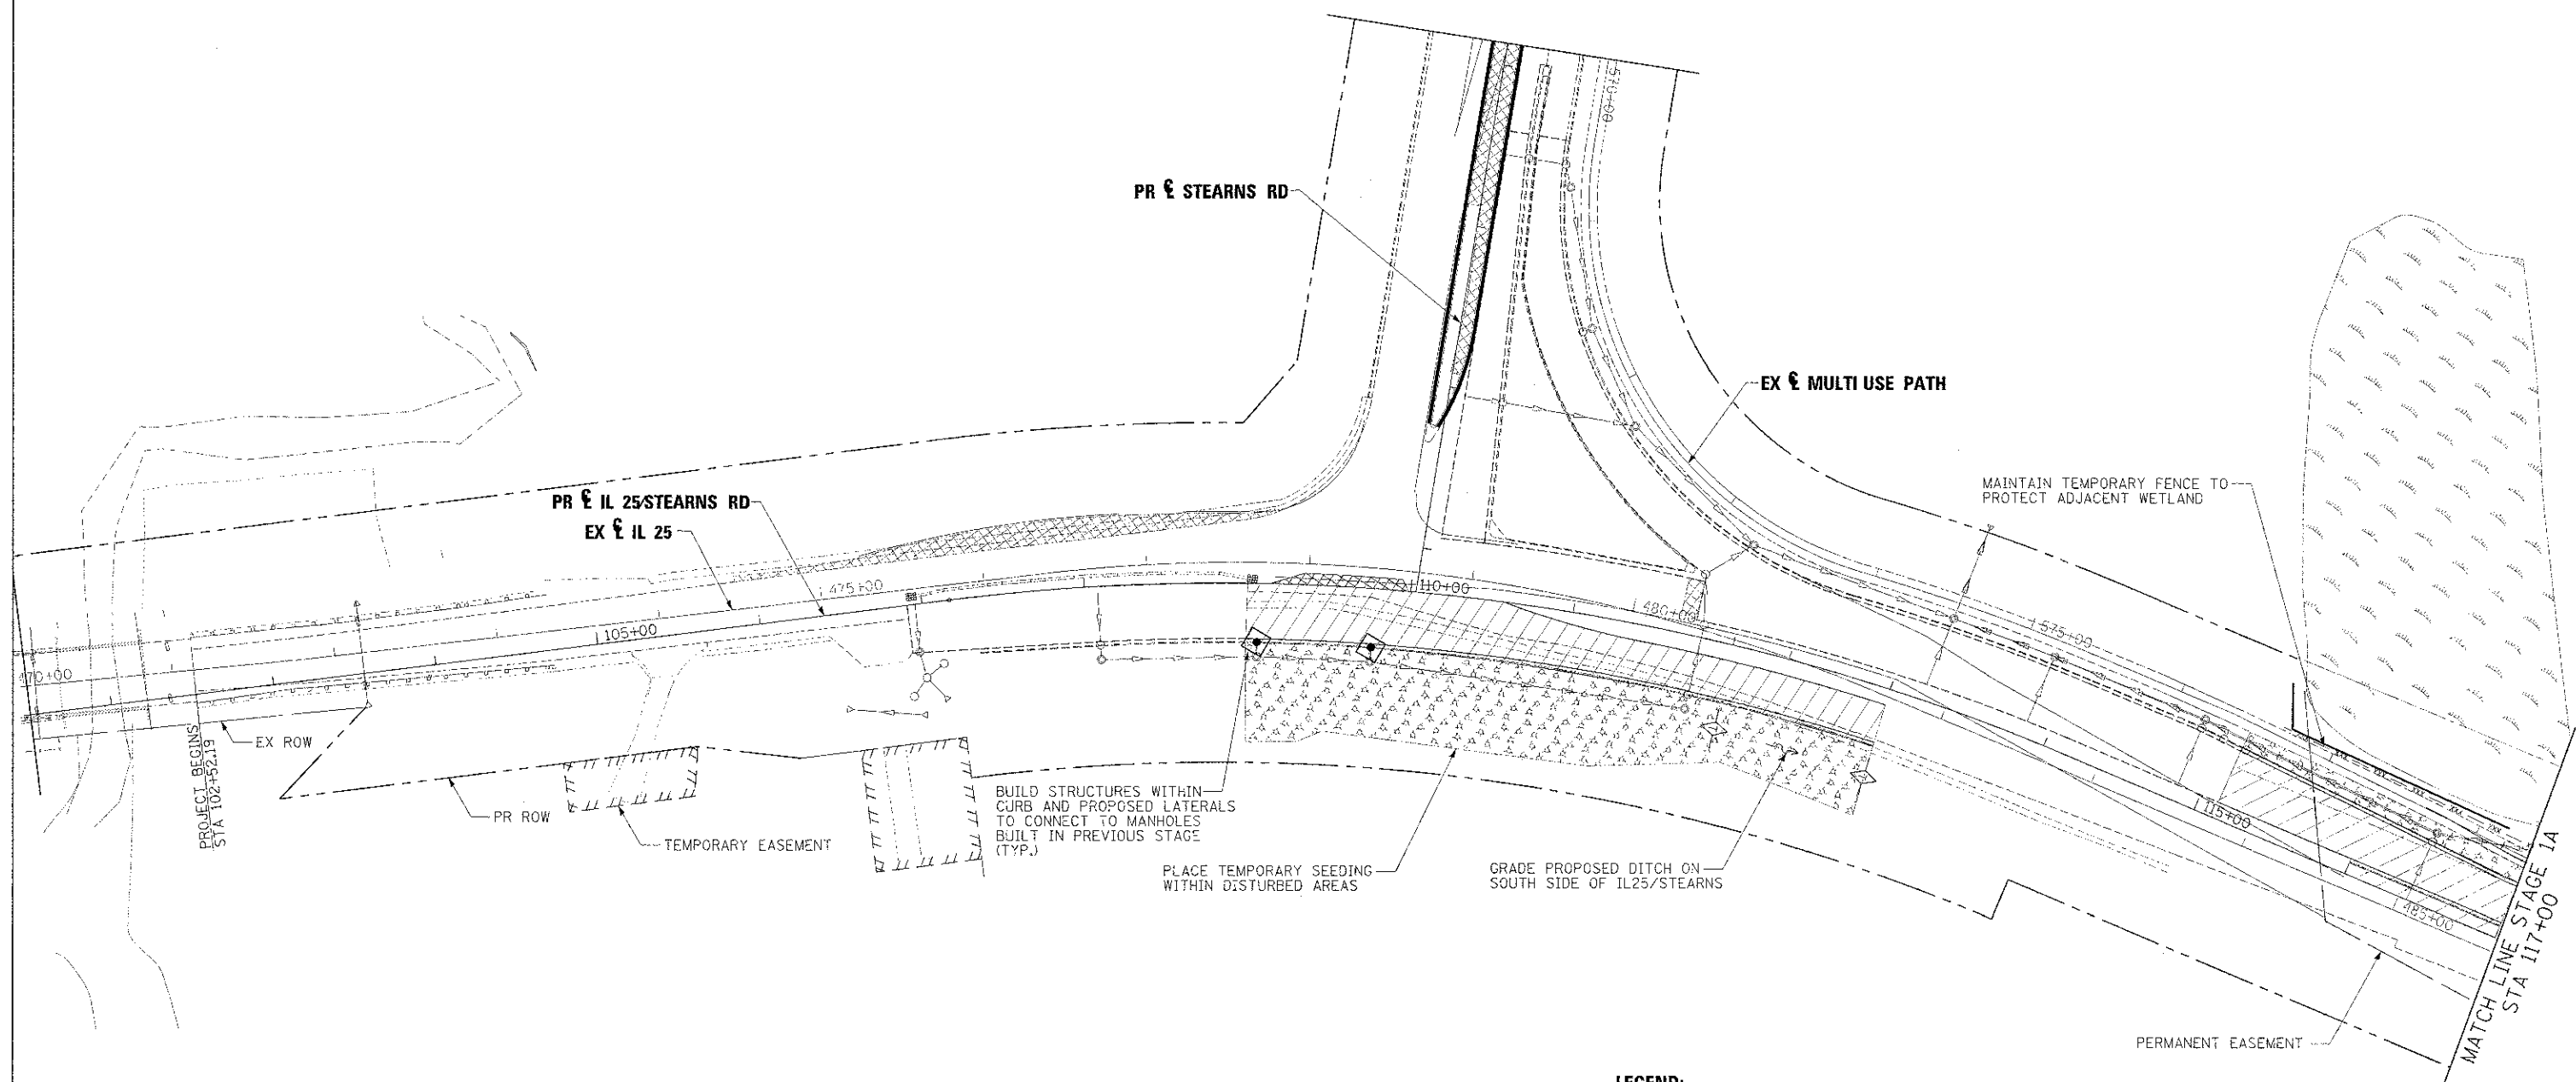 510+00
PR ℄ STEARNS RD
EX ℄ MULTI USE PATH
MAINTAIN TEMPORARY FENCE TO
PROTECT ADJACENT WETLAND
PR ℄ IL 25/STEARNS RD
EX ℄ IL 25
475+00
110+00
480+00
105+00
575+00
470+00
EX ROW
PROJECT BEGINS
STA 102+52.19
PR ROW
TEMPORARY EASEMENT
BUILD STRUCTURES WITHIN
CURB AND PROPOSED LATERALS
TO CONNECT TO MANHOLES
BUILT IN PREVIOUS STAGE
(TYP.)
PLACE TEMPORARY SEEDING
WITHIN DISTURBED AREAS
GRADE PROPOSED DITCH ON
SOUTH SIDE OF IL25/STEARNS
115+00
485+00
MATCH LINE STAGE 1A
STA 117+00
PERMANENT EASEMENT
LEGEND: